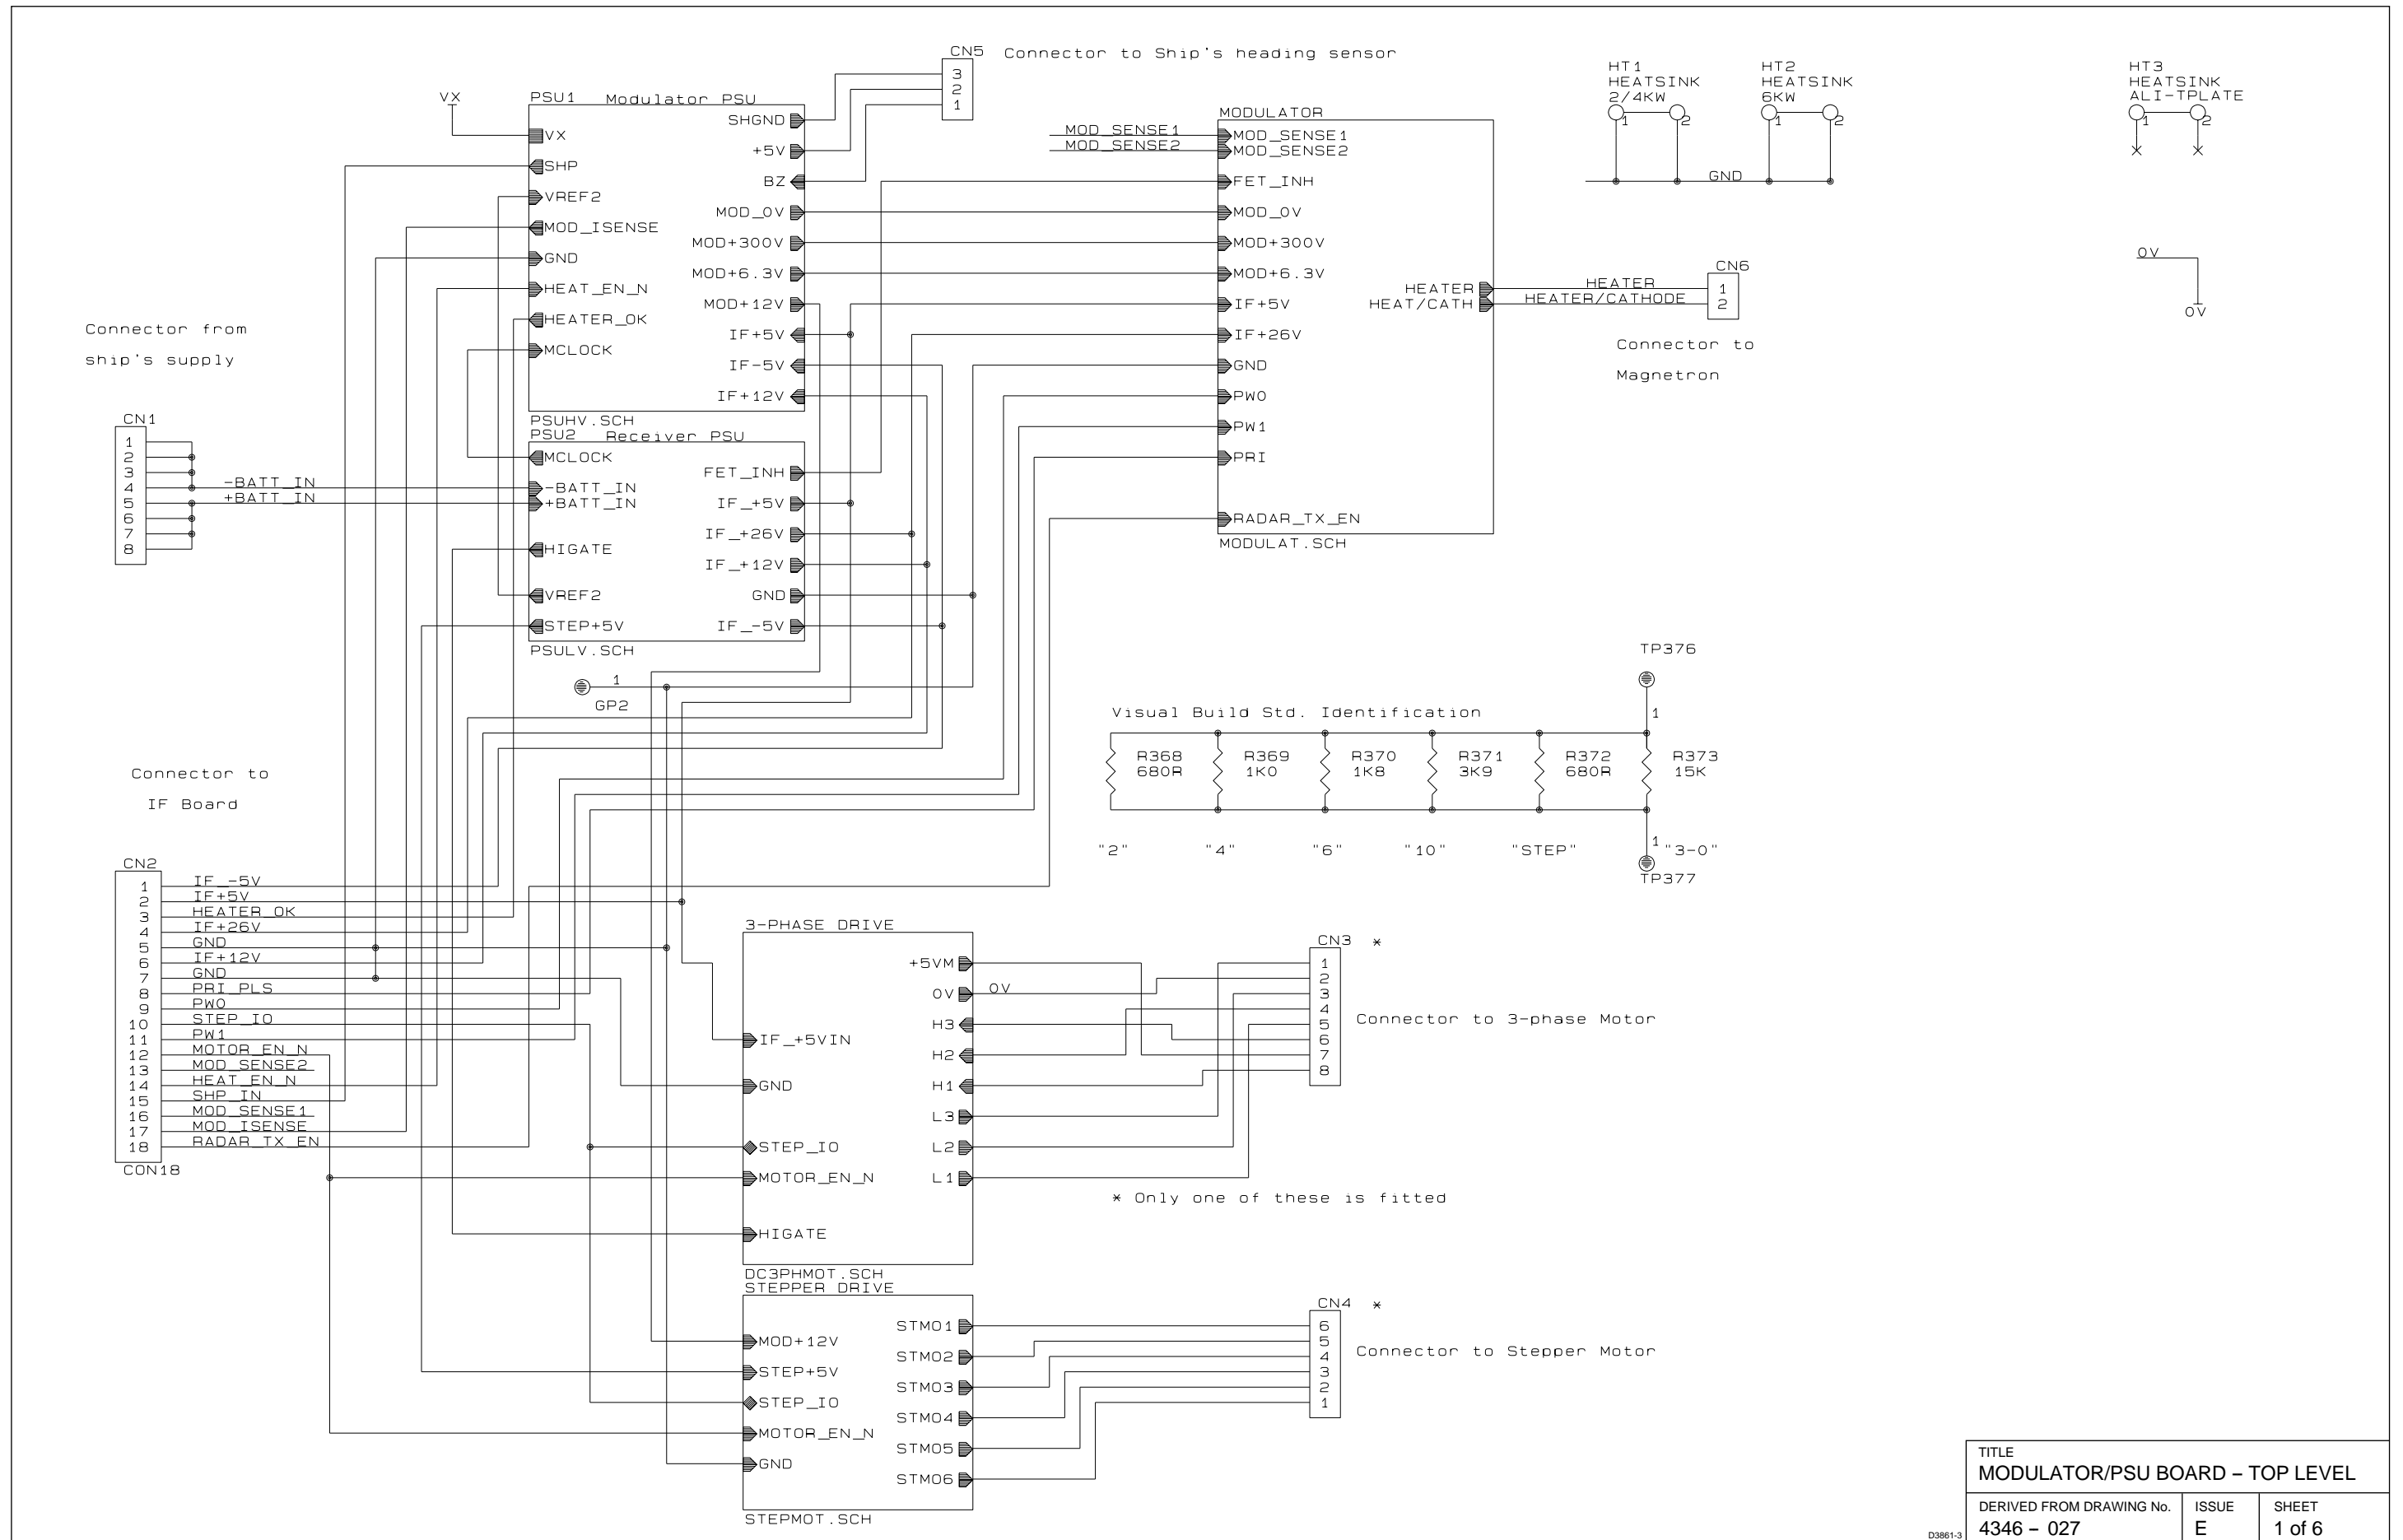 CN5 Connector to Ship's heading sensor
3
2
1
HT1
HEATSINK
2/4KW
1 2
HT2
HEATSINK
6KW
1 2
GND
HT3
HEATSINK
ALI-TPLATE
1 2
0V
0V
VX
PSU1 Modulator PSU
VX
SHP
VREF2
MOD_ISENSE
GND
HEAT_EN_N
HEATER_OK
MCLOCK
SHGND
+5V
BZ
MOD_0V
MOD+300V
MOD+6.3V
MOD+12V
IF+5V
IF-5V
IF+12V
PSUHV.SCH
PSU2 Receiver PSU
MCLOCK
-BATT_IN
+BATT_IN
HIGATE
VREF2
STEP+5V
FET_INH
IF_+5V
IF_+26V
IF_+12V
GND
IF_-5V
PSULV.SCH
1
GP2
MODULATOR
MOD_SENSE1
MOD_SENSE2
MOD_SENSE1
MOD_SENSE2
FET_INH
MOD_0V
MOD+300V
MOD+6.3V
IF+5V
IF+26V
GND
PW0
PW1
PRI
RADAR_TX_EN
HEATER
HEAT/CATH
MODULAT.SCH
HEATER
HEATER/CATHODE
CN6
1
2
Connector to
Magnetron
Connector from
ship's supply
CN1
1
2
3
4
5
6
7
8
-BATT_IN
+BATT_IN
TP376
1
Visual Build Std. Identification
R368
680R
R369
1K0
R370
1K8
R371
3K9
R372
680R
R373
15K
"2" "4" "6" "10" "STEP" 1 "3-0"
TP377
Connector to
IF Board
CN2
1 IF_-5V
2 IF+5V
3 HEATER_OK
4 IF+26V
5 GND
6 IF+12V
7 GND
8 PRI_PLS
9 PW0
10 STEP_IO
11 PW1
12 MOTOR_EN_N
13 MOD_SENSE2
14 HEAT_EN_N
15 SHP_IN
16 MOD_SENSE1
17 MOD_ISENSE
18 RADAR_TX_EN
CON18
3-PHASE DRIVE
IF_+5VIN
GND
STEP_IO
MOTOR_EN_N
HIGATE
+5VM
0V 0V
H3
H2
H1
L3
L2
L1
DC3PHMOT.SCH
CN3 *
1
2
3
4
5
6
7
8
Connector to 3-phase Motor
* Only one of these is fitted
STEPPER DRIVE
MOD+12V
STEP+5V
STEP_IO
MOTOR_EN_N
GND
STMO1
STMO2
STMO3
STMO4
STMO5
STMO6
STEPMOT.SCH
CN4 *
6
5
4
3
2
1
Connector to Stepper Motor
TITLE
MODULATOR/PSU BOARD – TOP LEVEL
DERIVED FROM DRAWING No.
4346 – 027
ISSUE
E
SHEET
1 of 6
D3861-3